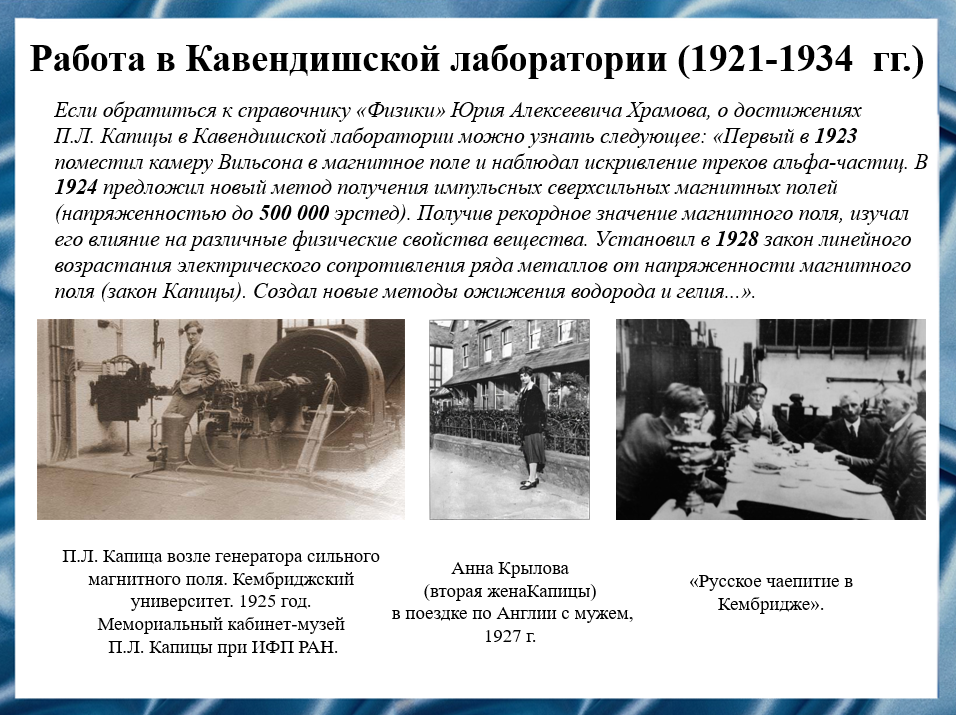 Работа в Кавендишской лаборатории (1921-1934 гг.)
Если обратиться к справочнику «Физики» Юрия Алексеевича Храмова, о достижениях
П.Л. Капицы в Кавендишской лаборатории можно узнать следующее: «Первый в 1923
поместил камеру Вильсона в магнитное поле и наблюдал искривление треков альфа-частиц. В
1924 предложил новый метод получения импульсных сверхсильных магнитных полей
(напряженностью до 500 000 эрстед). Получив рекордное значение магнитного поля, изучал
его влияние на различные физические свойства вещества. Установил в 1928 закон линейного
возрастания электрического сопротивления ряда металлов от напряженности магнитного
поля (закон Капицы). Создал новые методы ожижения водорода и гелия...».
П.Л. Капица возле генератора сильного
магнитного поля. Кембриджский
университет. 1925 год.
Мемориальный кабинет-музей
П.Л. Капицы при ИФП РАН.
Анна Крылова
(вторая женаКапицы)
в поездке по Англии с мужем,
1927 г.
«Русское чаепитие в
Кембридже».